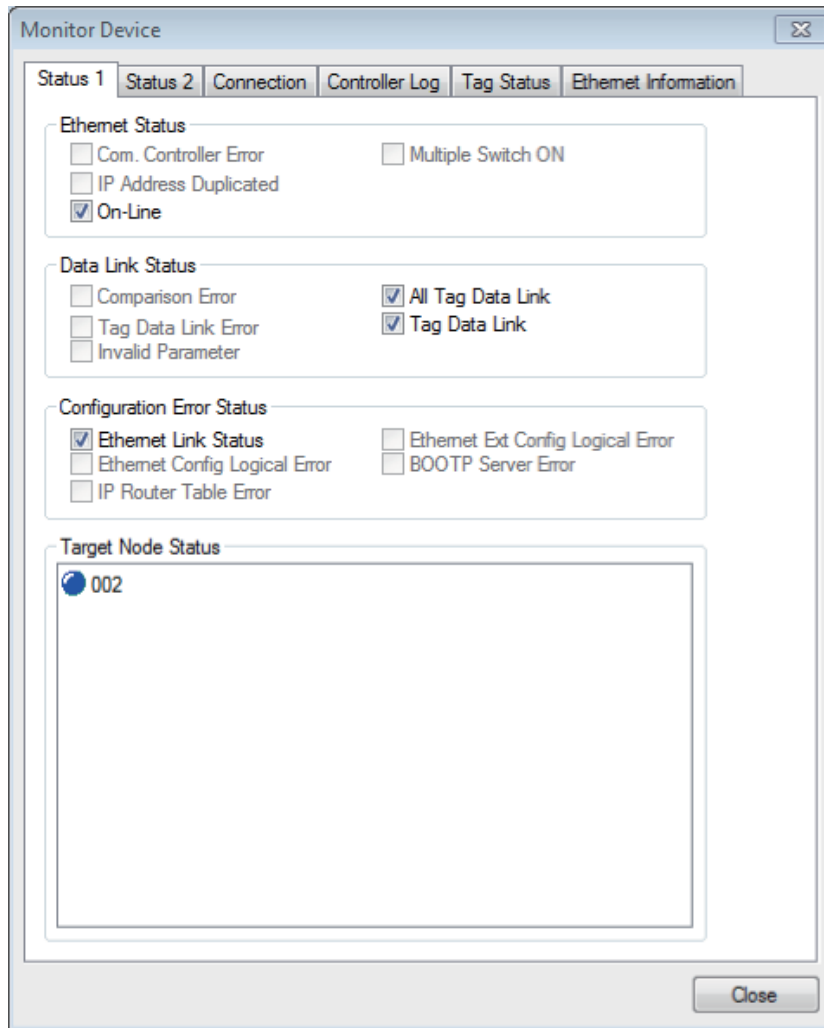 Monitor Device
Status 1 Status 2 Connection Controller Log Tag Status Ethernet Information
Ethernet Status
Com. Controller Error Multiple Switch ON
IP Address Duplicated
On-Line
Data Link Status
Comparison Error All Tag Data Link
Tag Data Link Error Tag Data Link
Invalid Parameter
Configuration Error Status
Ethernet Link Status Ethernet Ext Config Logical Error
Ethernet Config Logical Error BOOTP Server Error
IP Router Table Error
Target Node Status
002
Close